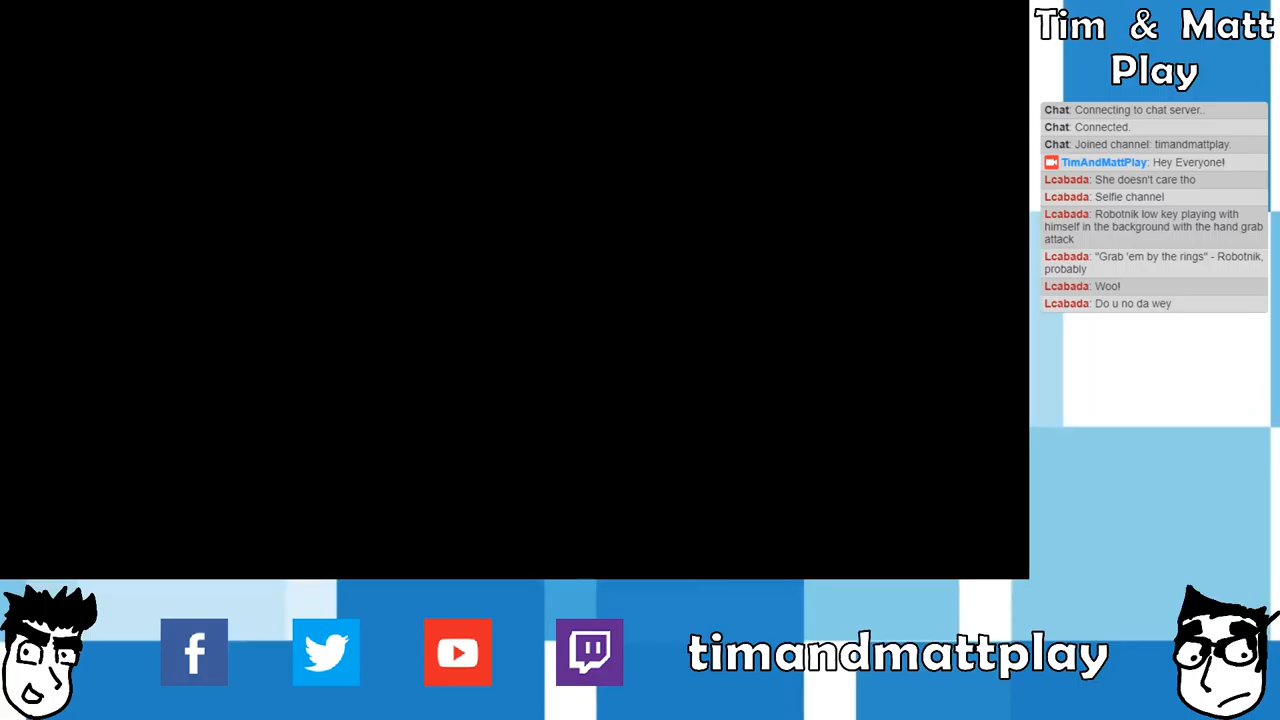 Tim & Matt
Play
Chat: Connecting to chat server..
Chat: Connected.
Chat: Joined channel: timandmattplay.
TimAndMattPlay: Hey Everyone!
Lcabada: She doesn't care tho
Lcabada: Selfie channel
Lcabada: Robotnik low key playing with
himself in the background with the hand grab
attack
Lcabada: "Grab 'em by the rings" - Robotnik,
probably
Lcabada: Woo!
Lcabada: Do u no da wey
timandmattplay